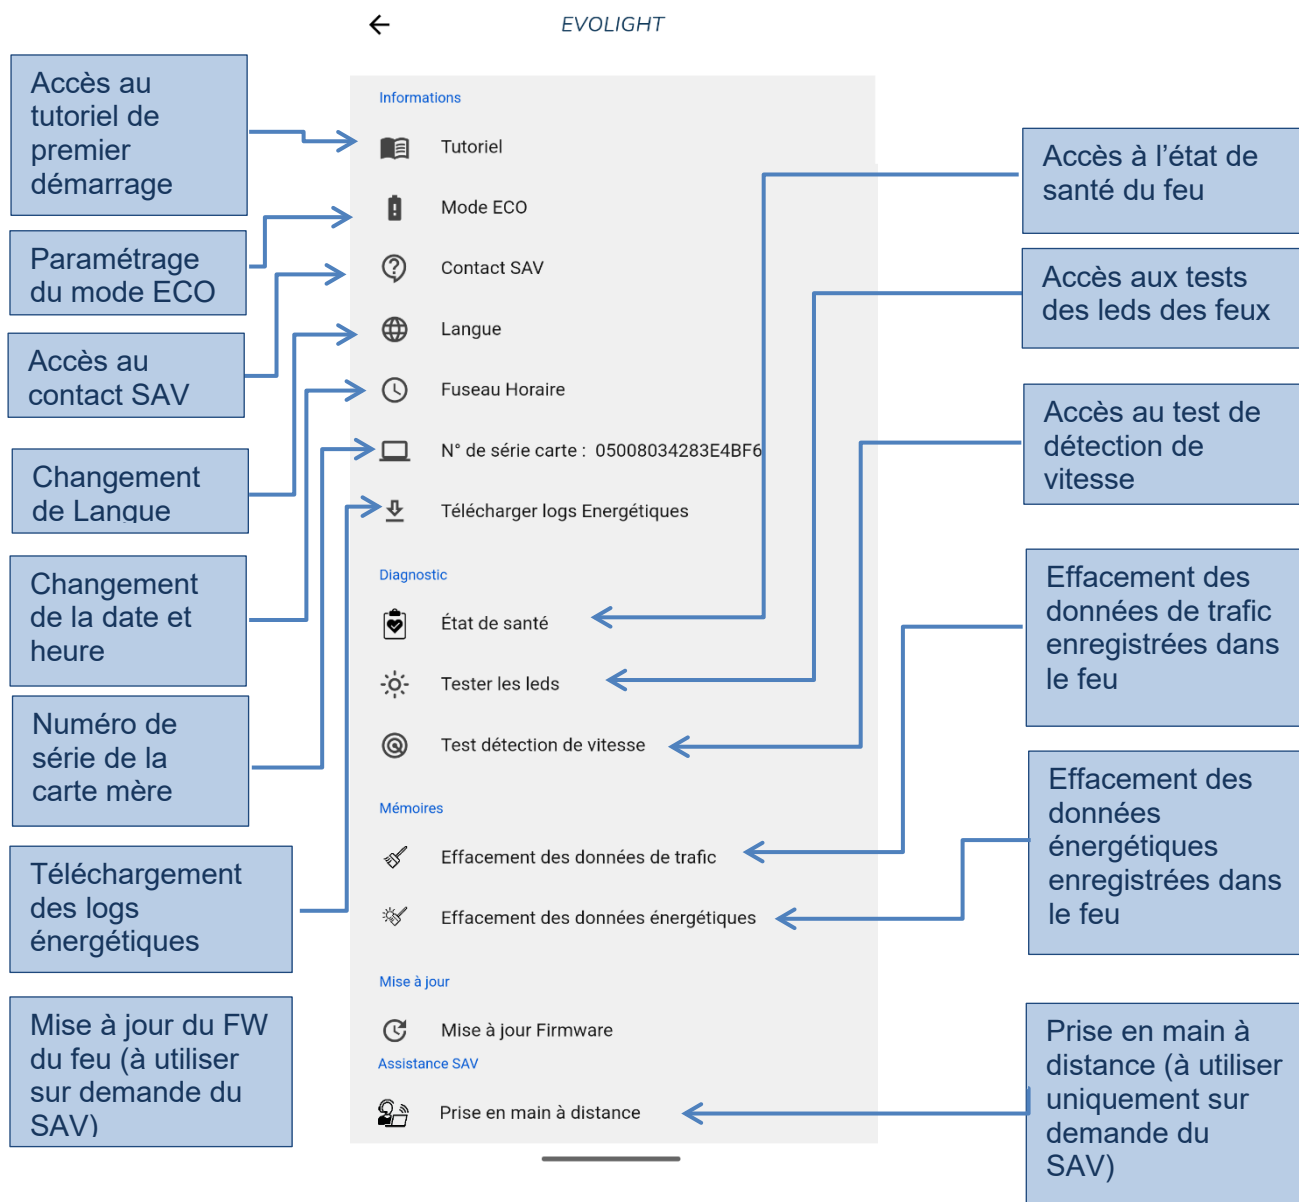 EVOLIGHT
Accès au
tutoriel de
premier
démarrage
Paramétrage
du mode ECO
Accès au
contact SAV
Changement
de Langue
Changement
de la date et
heure
Numéro de
série de la
carte mère
Téléchargement
des logs
énergétiques
Mise à jour du FW
du feu (à utiliser
sur demande du
SAV)
Informations
Tutoriel
Mode ECO
Contact SAV
Langue
Fuseau Horaire
N° de série carte : 05008034283E4BF6
Télécharger logs Energétiques
Diagnostic
État de santé
Tester les leds
Test détection de vitesse
Mémoires
Effacement des données de trafic
Effacement des données énergétiques
Mise à jour
Mise à jour Firmware
Assistance SAV
Prise en main à distance
Accès à l’état de
santé du feu
Accès aux tests
des leds des feux
Accès au test de
détection de
vitesse
Effacement des
données de trafic
enregistrées dans
le feu
Effacement des
données
énergétiques
enregistrées dans
le feu
Prise en main à
distance (à utiliser
uniquement sur
demande du
SAV)